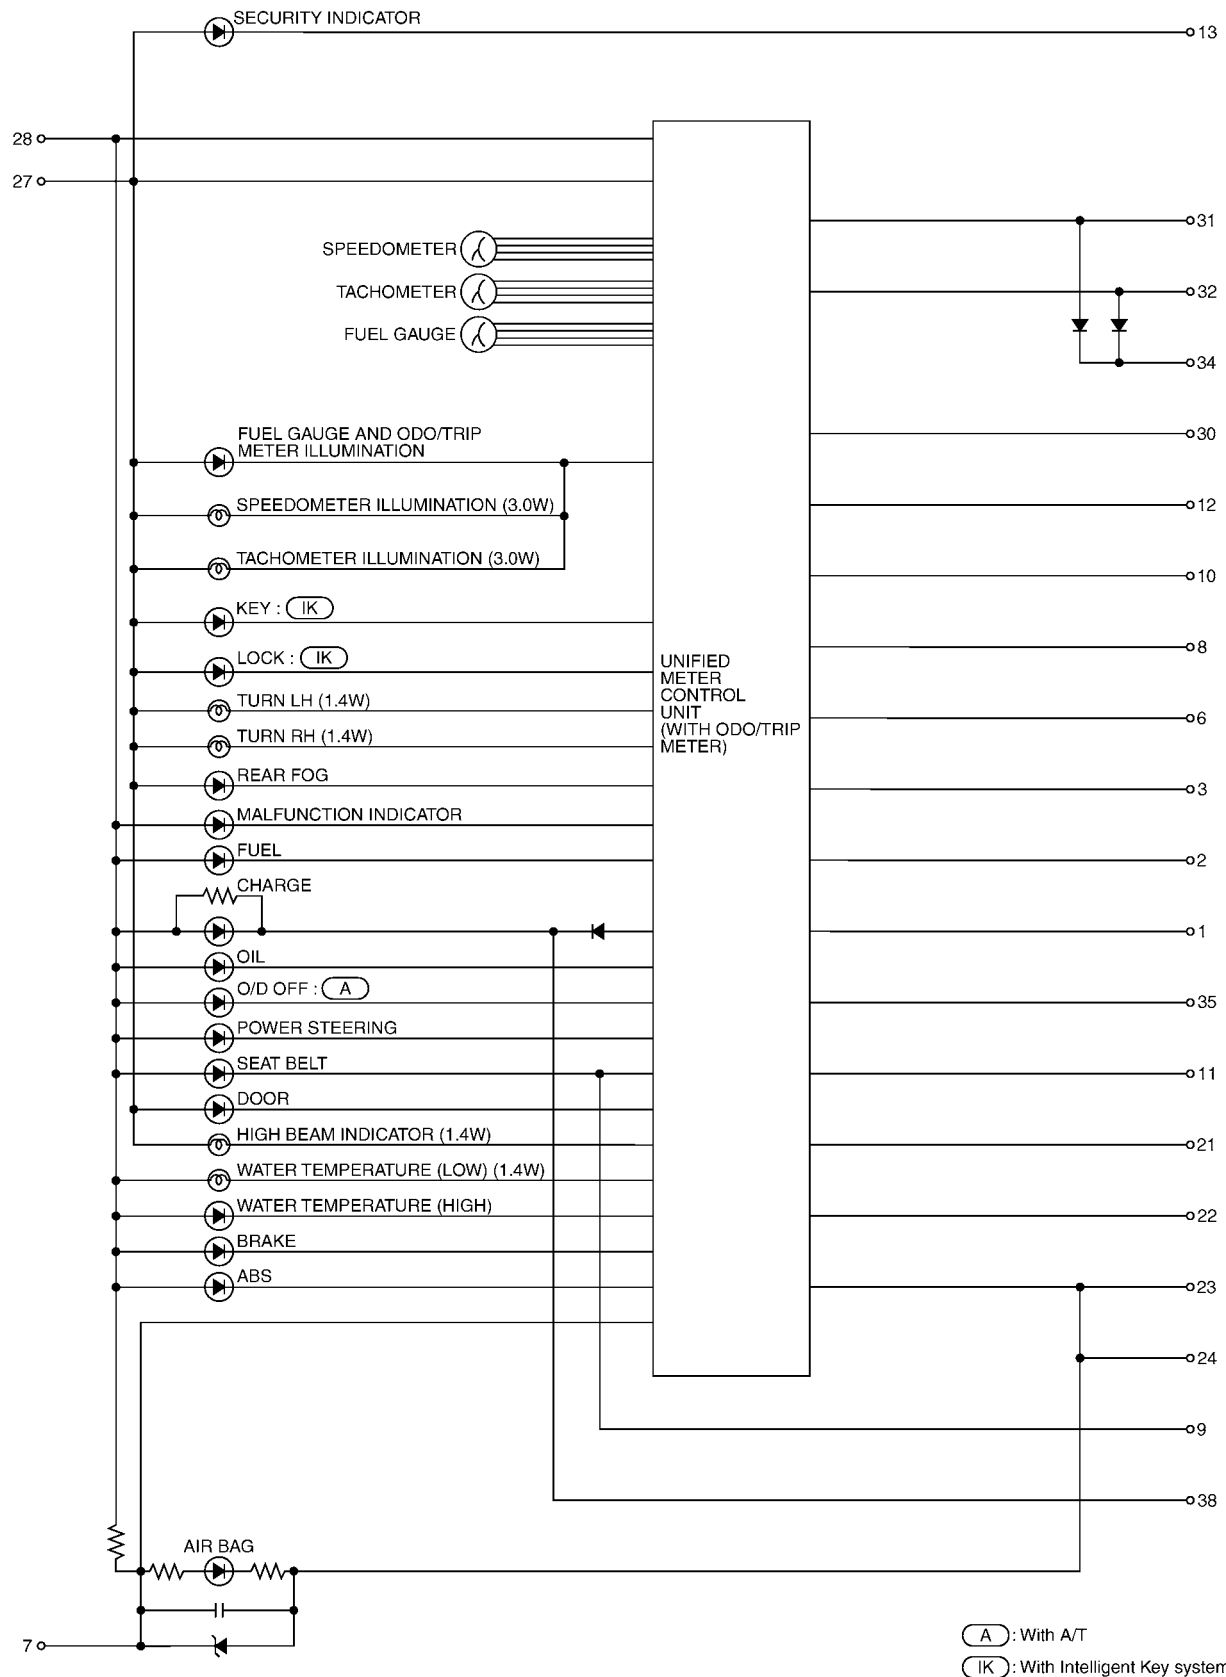 SECURITY INDICATOR
13
28
27
31
SPEEDOMETER
TACHOMETER
32
FUEL GAUGE
34
FUEL GAUGE AND ODO/TRIP
METER ILLUMINATION
30
SPEEDOMETER ILLUMINATION (3.0W)
12
TACHOMETER ILLUMINATION (3.0W)
10
KEY : IK
LOCK : IK
8
UNIFIED
METER
CONTROL
UNIT
(WITH ODO/TRIP
METER)
TURN LH (1.4W)
6
TURN RH (1.4W)
REAR FOG
3
MALFUNCTION INDICATOR
FUEL
2
CHARGE
1
OIL
O/D OFF : A
35
POWER STEERING
SEAT BELT
11
DOOR
HIGH BEAM INDICATOR (1.4W)
21
WATER TEMPERATURE (LOW) (1.4W)
WATER TEMPERATURE (HIGH)
22
BRAKE
ABS
23
24
9
38
AIR BAG
7
A : With A/T
IK : With Intelligent Key system